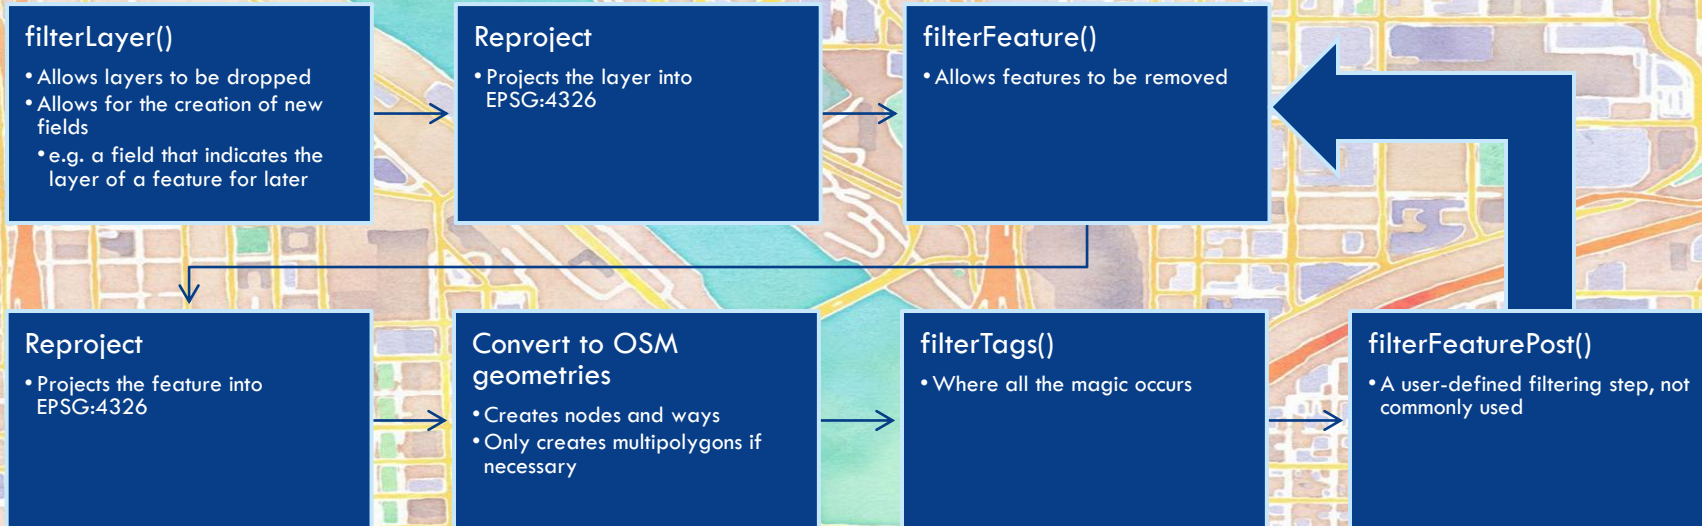 filterLayer()
• Allows layers to be dropped
• Allows for the creation of new
fields
• e.g. a field that indicates the
layer of a feature for later
Reproject
• Projects the layer into
EPSG:4326
filterFeature()
• Allows features to be removed
Reproject
• Projects the feature into
EPSG:4326
Convert to OSM
geometries
• Creates nodes and ways
• Only creates multipolygons if
necessary
filterTags()
• Where all the magic occurs
filterFeaturePost()
• A user-defined filtering step, not
commonly used